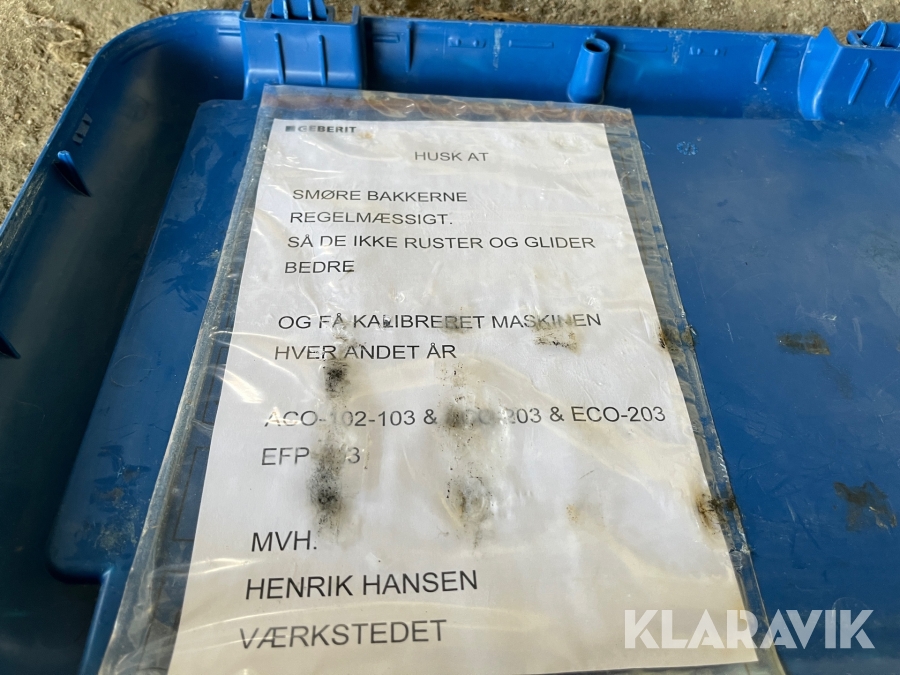 GEBERIT
HUSK AT
SMØRE BAKKERNE
REGELMÆSSIGT.
SÅ DE IKKE RUSTER OG GLIDER
BEDRE
OG FÅ KALIBRERET MASKINEN
HVER ANDET ÅR
ACO-102-103 & & ECO-203
EFP
MVH.
HENRIK HANSEN
VÆRKSTEDET
KLARAVIK